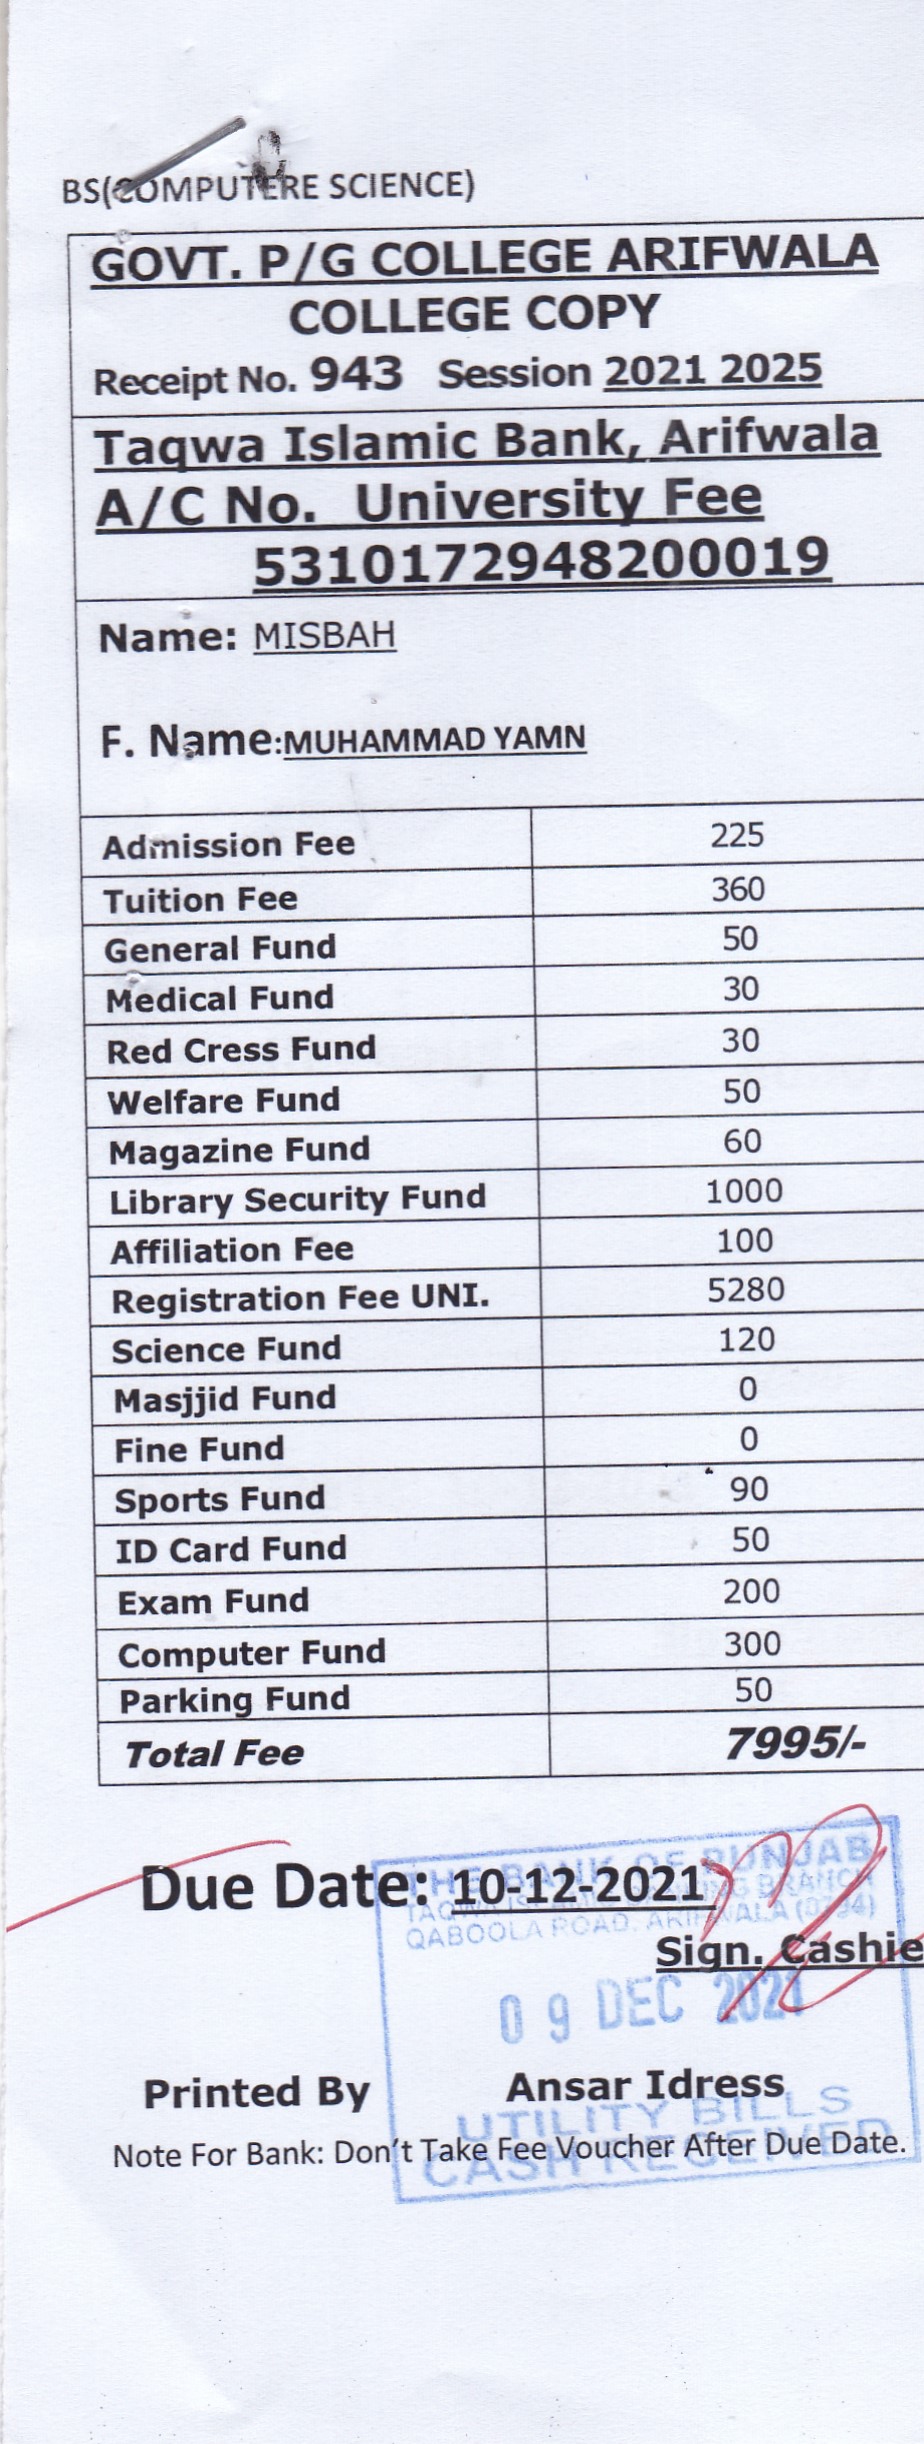 BS(COMPUTERE SCIENCE)
GOVT. P/G COLLEGE ARIFWALA
COLLEGE COPY
Receipt No. 943 Session 2021 2025
Taqwa Islamic Bank, Arifwala
A/C No. University Fee
5310172948200019
Name: MISBAH
F. Name:MUHAMMAD YAMN
Admission Fee 225
Tuition Fee 360
General Fund 50
Medical Fund 30
Red Cress Fund 30
Welfare Fund 50
Magazine Fund 60
Library Security Fund 1000
Affiliation Fee 100
Registration Fee UNI. 5280
Science Fund 120
Masjjid Fund 0
Fine Fund 0
Sports Fund 90
ID Card Fund 50
Exam Fund 200
Computer Fund 300
Parking Fund 50
Total Fee 7995/-
THE BANK OF PUNJAB
Due Date: 10-12-2021
BRANCH
QABOOLA ROAD, ARIFWALA (0794)
Sign. Cashie
09 DEC 2021
Printed By Ansar Idress
UTILITY BILLS
Note For Bank: Don't Take Fee Voucher After Due Date.
CASH RECEIVED